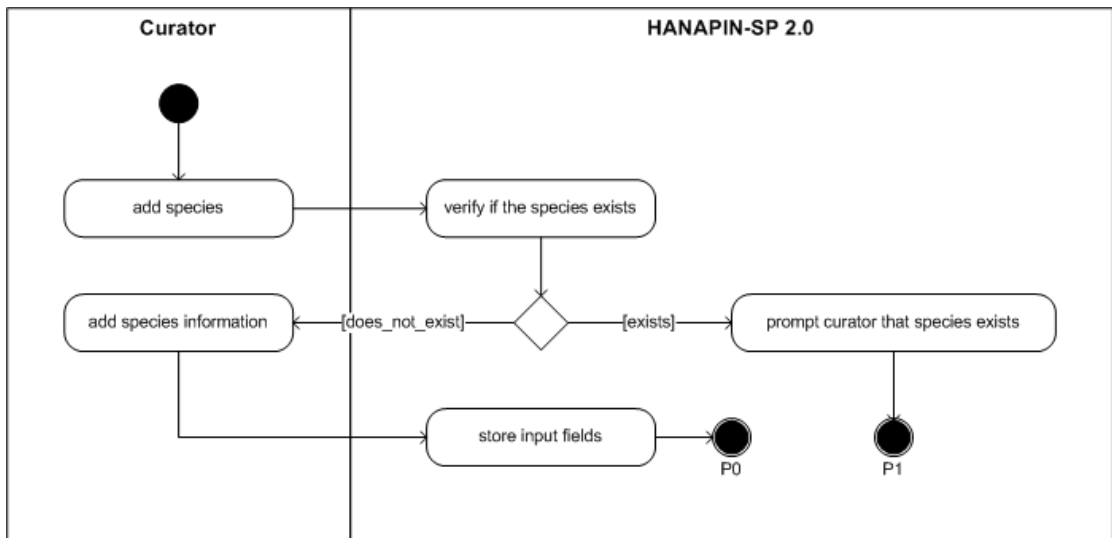 Curator
HANAPIN-SP 2.0
add species
verify if the species exists
add species information
[does_not_exist]
[exists]
prompt curator that species exists
store input fields
P0
P1